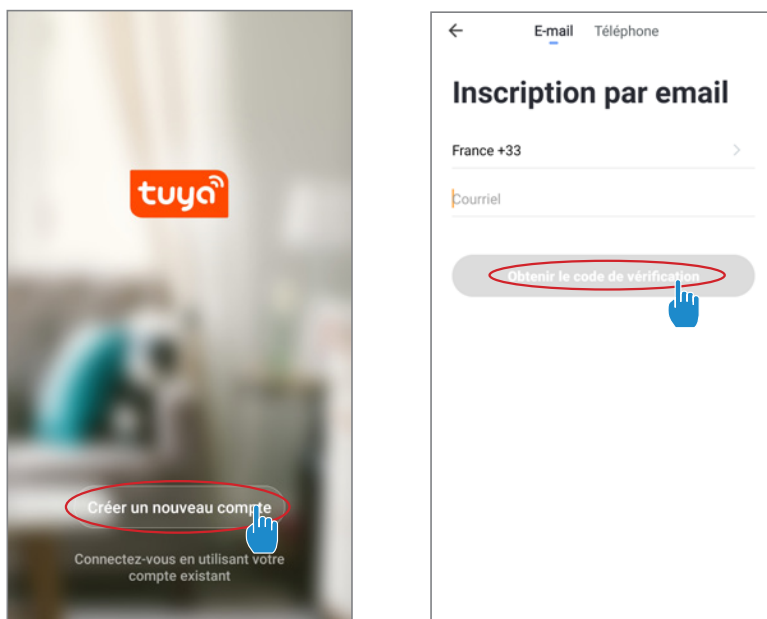 tuya
Créer un nouveau compte
Connectez-vous en utilisant votre
compte existant
E-mail Téléphone
Inscription par email
France +33
Courriel
Obtenir le code de vérification